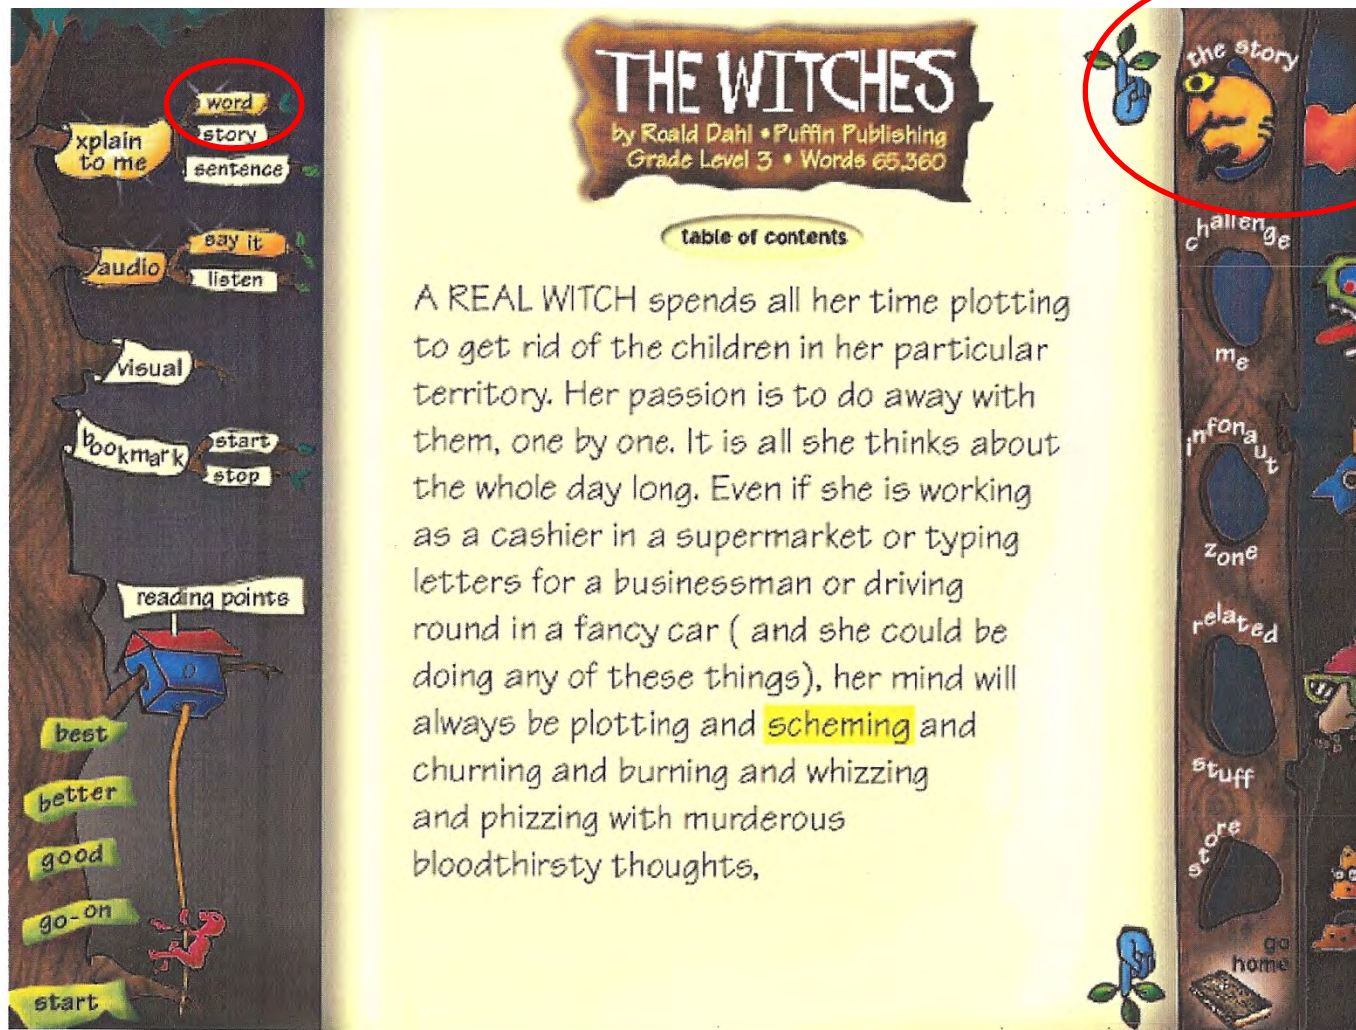 xplain
to me
word
story
sentence
audio
say it
listen
visual
bookmark
start
stop
reading points
best
better
good
go-on
start
THE WITCHES
by Roald Dahl • Puffin Publishing
Grade Level 3 • Words 65,360
table of contents
A REAL WITCH spends all her time plotting
to get rid of the children in her particular
territory. Her passion is to do away with
them, one by one. It is all she thinks about
the whole day long. Even if she is working
as a cashier in a supermarket or typing
letters for a businessman or driving
round in a fancy car ( and she could be
doing any of these things), her mind will
always be plotting and scheming and
churning and burning and whizzing
and phizzing with murderous
bloodthirsty thoughts,
the story
challenge
me
infonaut
zone
related
stuff
store
go
home